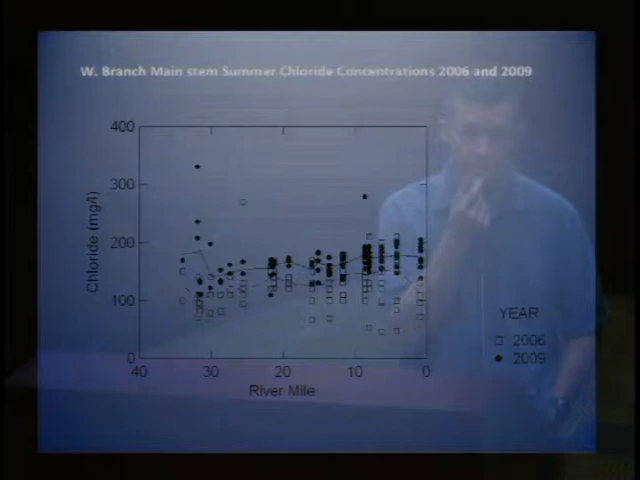 W. Branch Main stem Summer Chloride Concentrations 2006 and 2009
400
300
200
100
0
Chloride (mg/l)
40 30 20 10 0
River Mile
YEAR
2006
2009